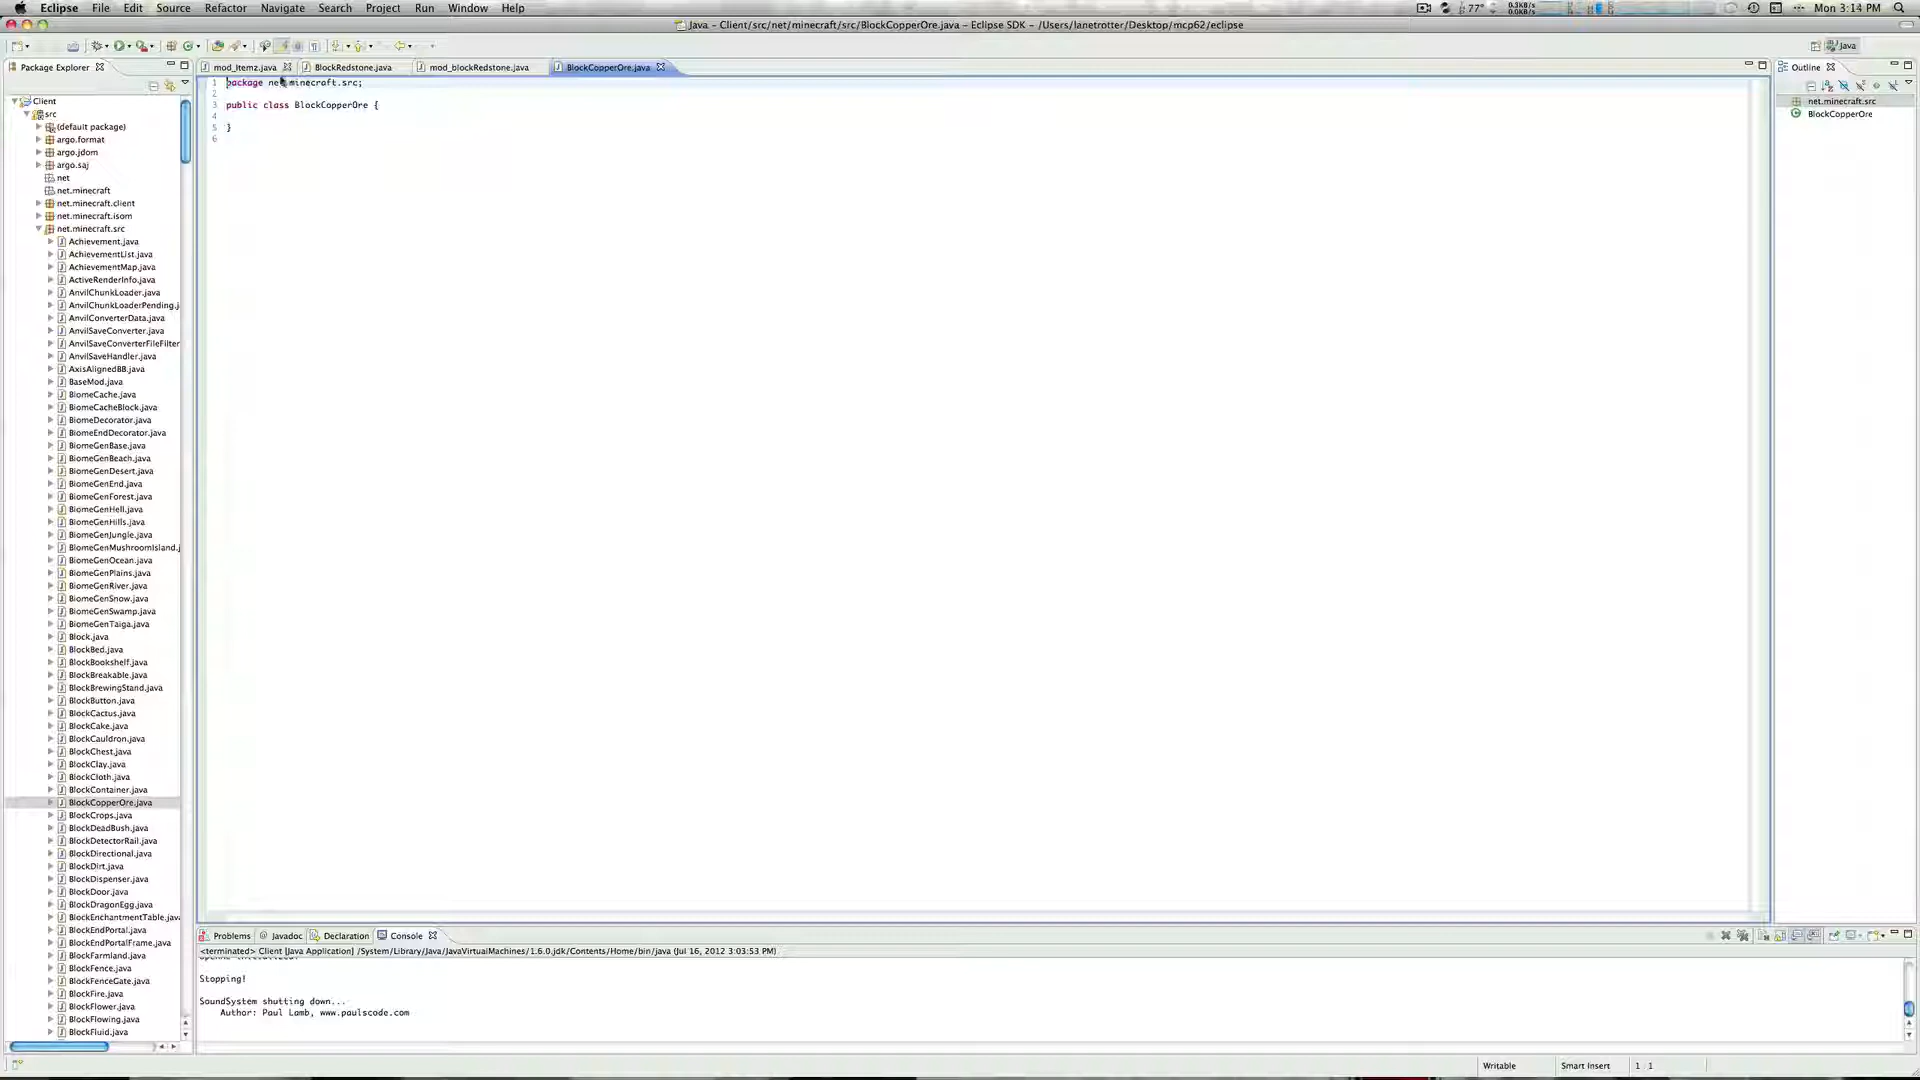 Eclipse File Edit Source Refactor Navigate Search Project Run Window Help
77° 0.3KB/s 0.0KB/s Mon 3:14 PM
Java – Client/src/net/minecraft/src/BlockCopperOre.java – Eclipse SDK – /Users/lanetrotter/Desktop/mcp62/eclipse
Java
Package Explorer
mod_Itemz.java BlockRedstone.java mod_blockRedstone.java BlockCopperOre.java
Outline
1 package net.minecraft.src;
2
3 public class BlockCopperOre {
4
5 }
6
net.minecraft.src
BlockCopperOre
Client
src
(default package)
argo.format
argo.jdom
argo.saj
net
net.minecraft
net.minecraft.client
net.minecraft.isom
net.minecraft.src
Achievement.java
AchievementList.java
AchievementMap.java
ActiveRenderInfo.java
AnvilChunkLoader.java
AnvilChunkLoaderPending.j
AnvilConverterData.java
AnvilSaveConverter.java
AnvilSaveConverterFileFilter
AnvilSaveHandler.java
AxisAlignedBB.java
BaseMod.java
BiomeCache.java
BiomeCacheBlock.java
BiomeDecorator.java
BiomeEndDecorator.java
BiomeGenBase.java
BiomeGenBeach.java
BiomeGenDesert.java
BiomeGenEnd.java
BiomeGenForest.java
BiomeGenHell.java
BiomeGenHills.java
BiomeGenJungle.java
BiomeGenMushroomIsland.j
BiomeGenOcean.java
BiomeGenPlains.java
BiomeGenRiver.java
BiomeGenSnow.java
BiomeGenSwamp.java
BiomeGenTaiga.java
Block.java
BlockBed.java
BlockBookshelf.java
BlockBreakable.java
BlockBrewingStand.java
BlockButton.java
BlockCactus.java
BlockCake.java
BlockCauldron.java
BlockChest.java
BlockClay.java
BlockCloth.java
BlockContainer.java
BlockCopperOre.java
BlockCrops.java
BlockDeadBush.java
BlockDetectorRail.java
BlockDirectional.java
BlockDirt.java
BlockDispenser.java
BlockDoor.java
BlockDragonEgg.java
BlockEnchantmentTable.java
BlockEndPortal.java
BlockEndPortalFrame.java
BlockFarmland.java
BlockFence.java
BlockFenceGate.java
BlockFire.java
BlockFlower.java
BlockFlowing.java
BlockFluid.java
Problems @ Javadoc Declaration Console
<terminated> Client [Java Application] /System/Library/Java/JavaVirtualMachines/1.6.0.jdk/Contents/Home/bin/java (Jul 16, 2012 3:03:53 PM)
Stopping!
SoundSystem shutting down...
Author: Paul Lamb, www.paulscode.com
Writable Smart Insert 1 : 1